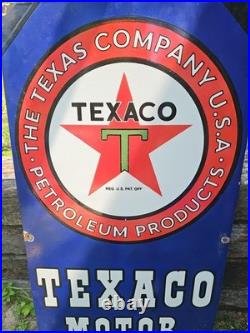 · THE TEXAS COMPANY U.S.A ·
PETROLEUM PRODUCTS
TEXACO
T
REG. U.S. PAT. OFF
TEXACO
MOTOR